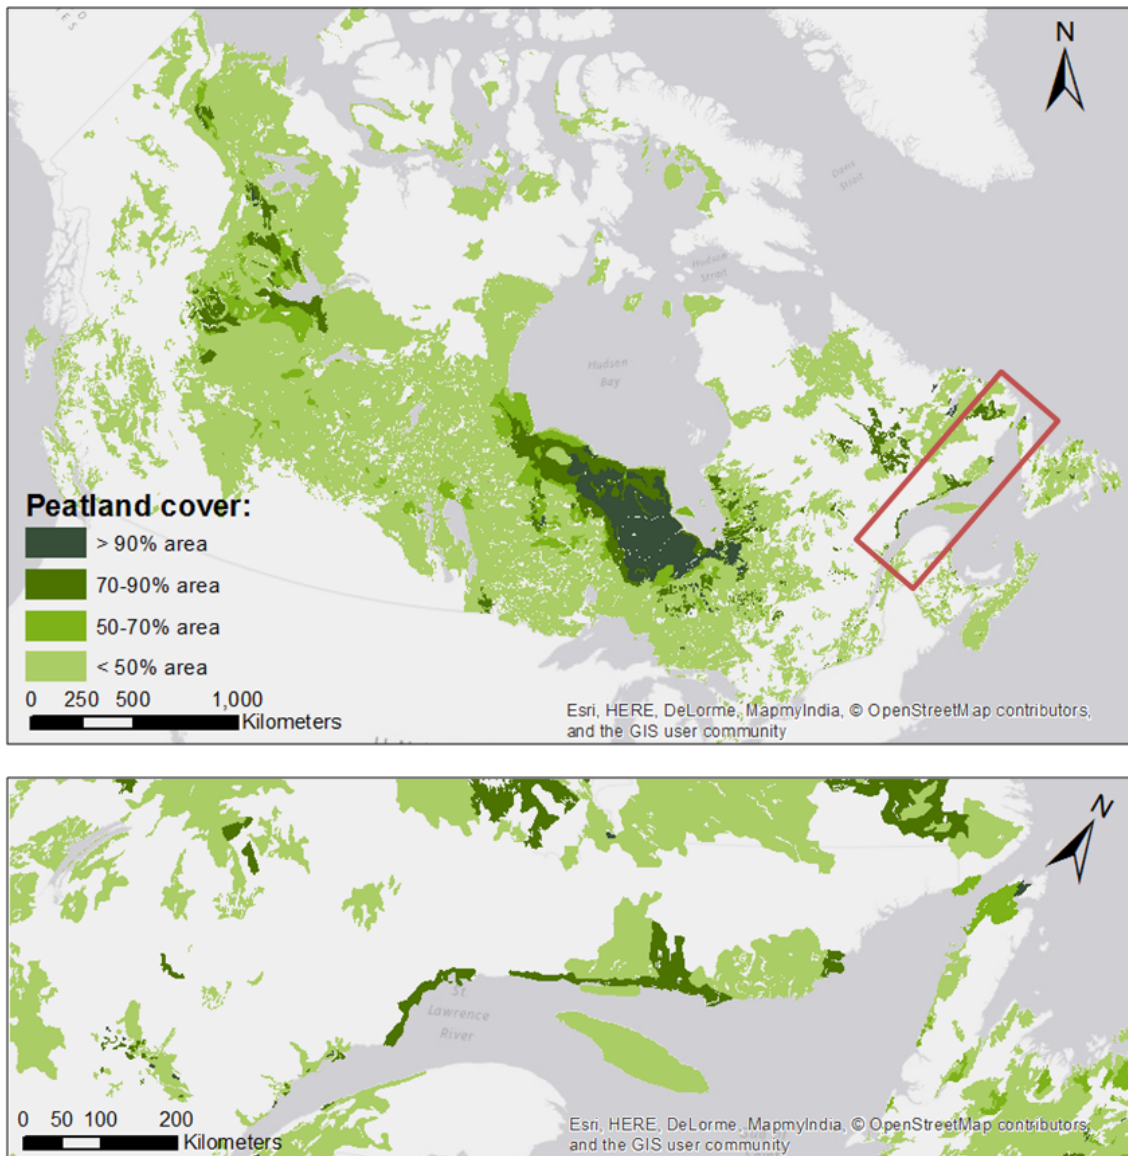 N
Davis
Strait
Hudson
Strait
Hudson
Bay
Peatland cover:
> 90% area
70-90% area
50-70% area
< 50% area
0 250 500 1,000
Kilometers
Esri, HERE, DeLorme, MapmyIndia, © OpenStreetMap contributors,
and the GIS user community
N
St.
Lawrence
River
0 50 100 200
Kilometers
Esri, HERE, DeLorme, MapmyIndia, © OpenStreetMap contributors,
and the GIS user community